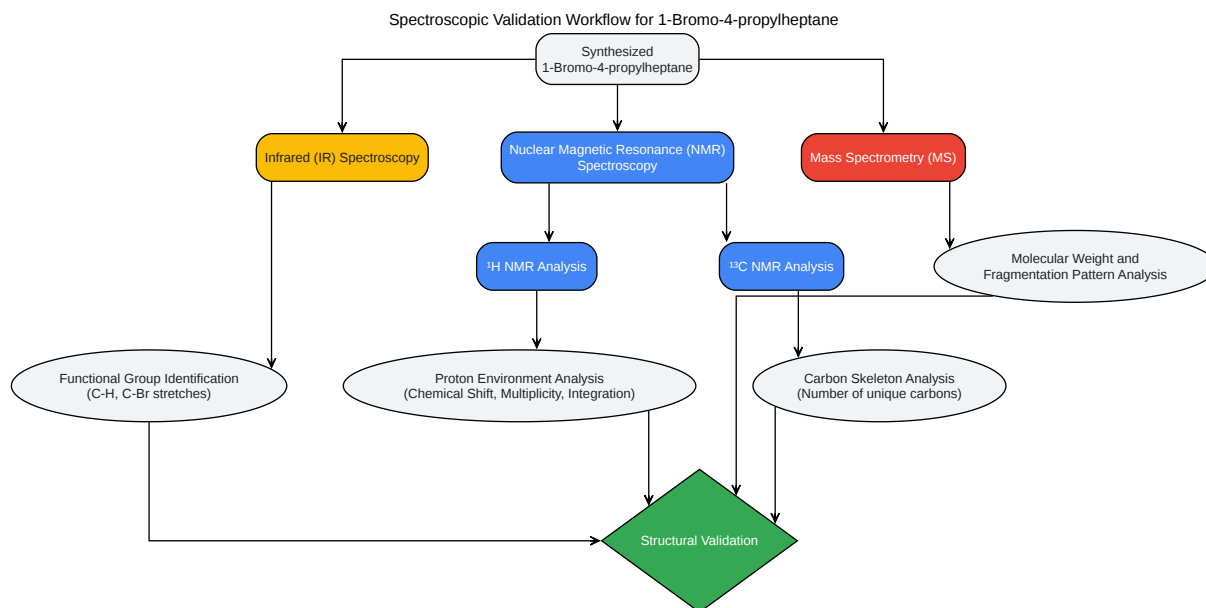 Spectroscopic Validation Workflow for 1-Bromo-4-propylheptane
Synthesized
1-Bromo-4-propylheptane
Infrared (IR) Spectroscopy
Nuclear Magnetic Resonance (NMR)
Spectroscopy
Mass Spectrometry (MS)
¹H NMR Analysis
¹³C NMR Analysis
Molecular Weight and
Fragmentation Pattern Analysis
Functional Group Identification
(C-H, C-Br stretches)
Proton Environment Analysis
(Chemical Shift, Multiplicity, Integration)
Carbon Skeleton Analysis
(Number of unique carbons)
Structural Validation